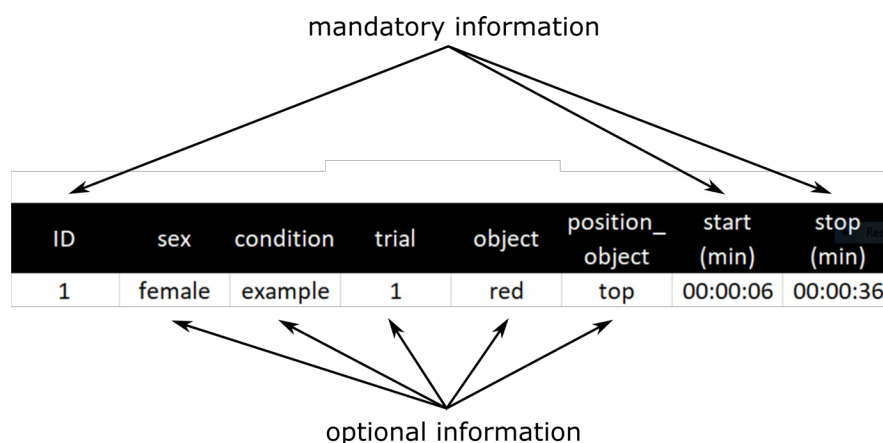 mandatory information
ID sex condition trial object position_ object start (min) stop (min)
1 female example 1 red top 00:00:06 00:00:36
optional information